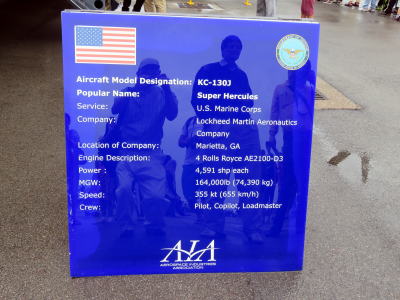 Aircraft Model Designation: KC-130J
Popular Name: Super Hercules
Service: U.S. Marine Corps
Company: Lockheed Martin Aeronautics
Company
Location of Company: Marietta, GA
Engine Description: 4 Rolls Royce AE2100-D3
Power : 4,591 shp each
MGW: 164,000lb (74,390 kg)
Speed: 355 kt (655 km/h)
Crew: Pilot, Copilot, Loadmaster
AIA
AEROSPACE INDUSTRIES
ASSOCIATION